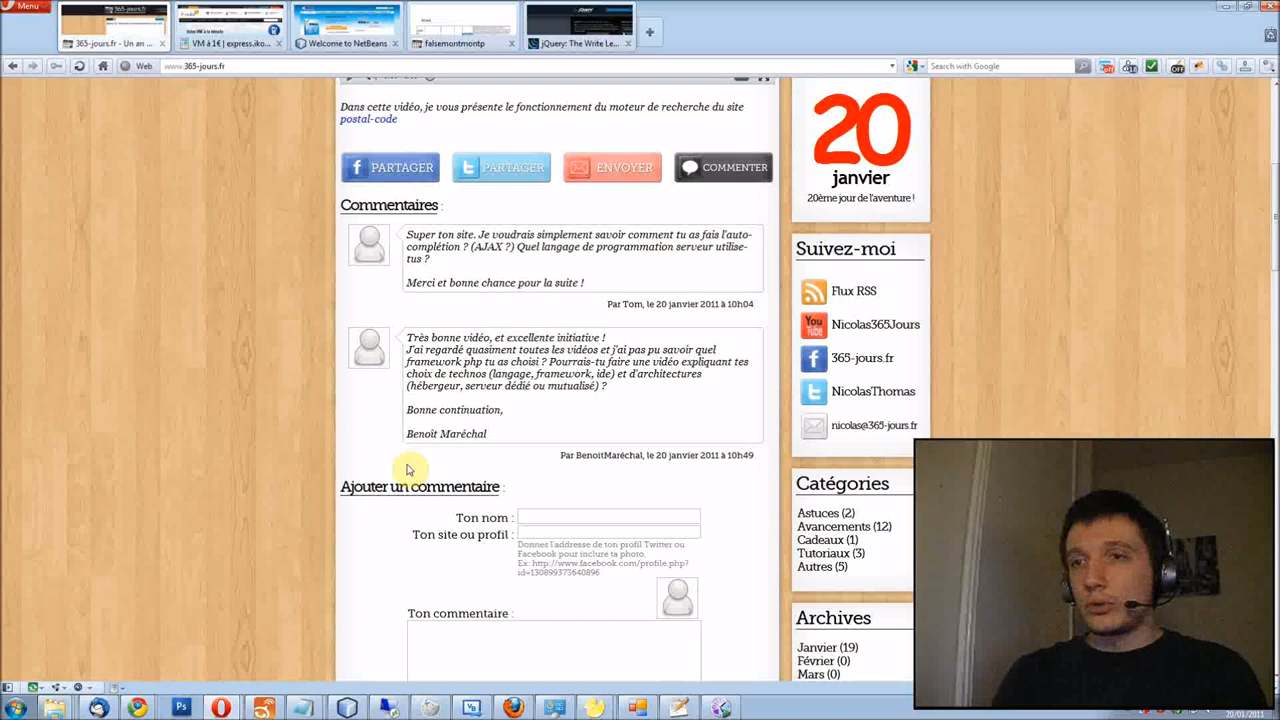 Menu
365-jours.fr - Un an ...
VM à 1€ | express.iko...
Welcome to NetBeans
falsemontmontp
jQuery: The Write Le...
Web
www.365-jours.fr
Search with Google
Dans cette vidéo, je vous présente le fonctionnement du moteur de recherche du site
postal-code
PARTAGER
PARTAGER
ENVOYER
COMMENTER
Commentaires :
Super ton site. Je voudrais simplement savoir comment tu as fais l'auto-
complétion ? (AJAX ?) Quel langage de programmation serveur utilise-
tus ?
Merci et bonne chance pour la suite !
Par Tom, le 20 janvier 2011 à 10h04
Très bonne vidéo, et excellente initiative !
J'ai regardé quasiment toutes les vidéos et j'ai pas pu savoir quel
framework php tu as choisi ? Pourrais-tu faire une vidéo expliquant tes
choix de technos (langage, framework, ide) et d'architectures
(hébergeur, serveur dédié ou mutualisé) ?
Bonne continuation,
Benoît Maréchal
Par BenoitMaréchal, le 20 janvier 2011 à 10h49
Ajouter un commentaire :
Ton nom :
Ton site ou profil :
Donnez l'addresse de ton profil Twitter ou
Facebook pour inclure ta photo.
Ex: http://www.facebook.com/profile.php?
id=130899373640896
Ton commentaire :
20
janvier
20ème jour de l'aventure !
Suivez-moi
Flux RSS
You Tube
Nicolas365Jours
365-jours.fr
NicolasThomas
nicolas@365-jours.fr
Catégories
Astuces (2)
Avancements (12)
Cadeaux (1)
Tutoriaux (3)
Autres (5)
Archives
Janvier (19)
Février (0)
Mars (0)
20/01/2011